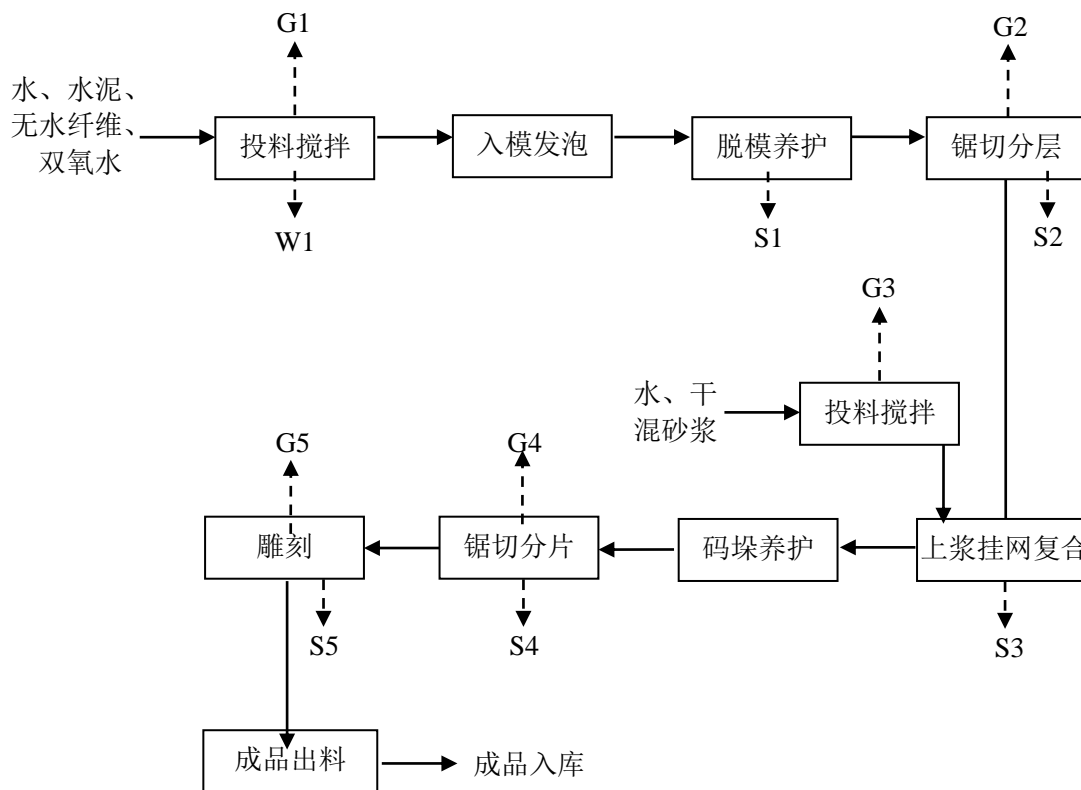 G1
G2
水、水泥、
无水纤维、
双氧水
投料搅拌
入模发泡
脱模养护
锯切分层
W1
S1
S2
G3
水、干
混砂浆
投料搅拌
G5
G4
雕刻
锯切分片
码垛养护
上浆挂网复合
S5
S4
S3
成品出料
成品入库